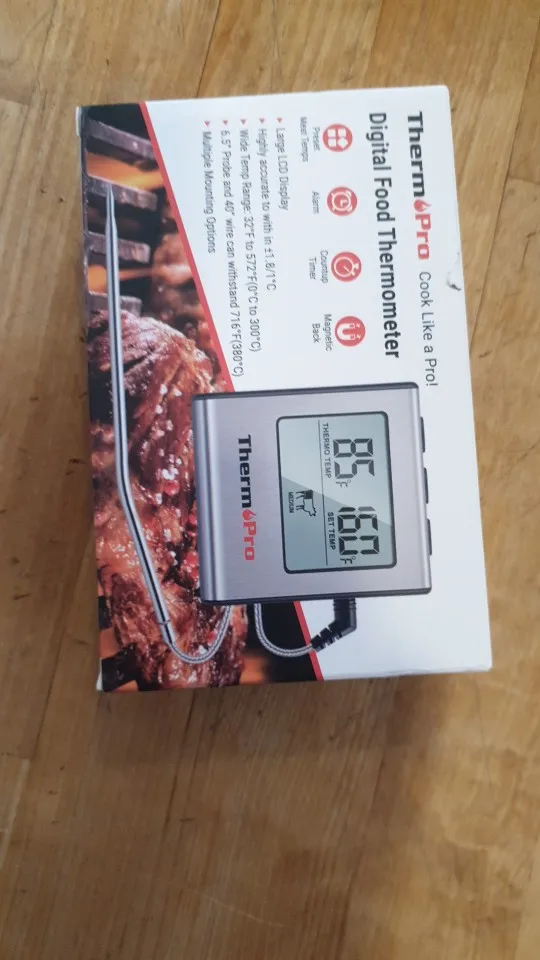 ThermoPro Cook Like a Pro!
Digital Food Thermometer
Preset
Meat Temps
Alarm
Countup
Timer
Magnetic
Back
Large LCD Display
Highly accurate to with in ±1.8/1°C
Wide Temp Range: 32°F to 572°F(0°C to 300°C)
6.5" Probe and 40" wire can withstand 716°F(380°C)
Multiple Mounting Options
85°F 160°F
THERMO TEMP SET TEMP
MEDIUM
ThermoPro